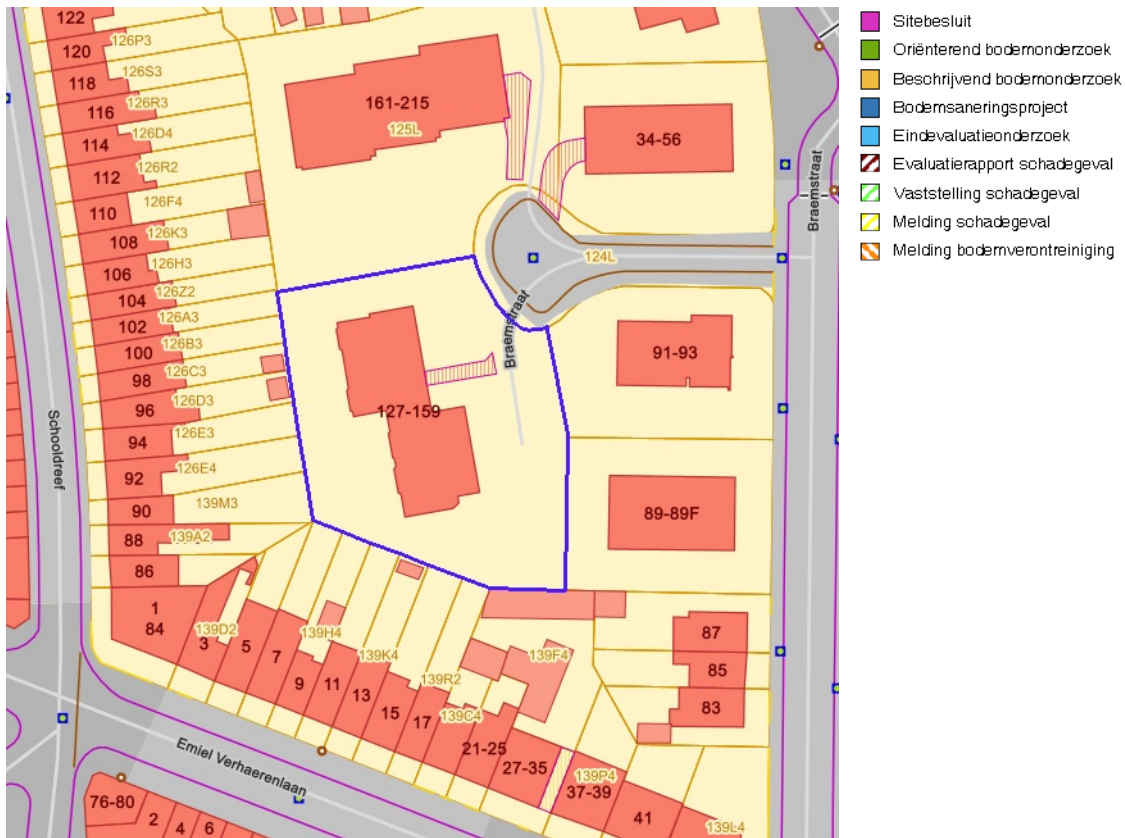 122
126P3
120
126S3
118
126R3
116
126D4
114
126R2
112
126F4
110
126K3
108
126H3
106
126Z2
104
126A3
102
126B3
100
126C3
98
126D3
96
126E3
94
126E4
92
139M3
90
139A2
88
86
1
84
139D2
3
5
7
139H4
9
11
139K4
13
15
139R2
17
139C4
21-25
139F4
27-35
139P4
37-39
41
139L4
161-215
125L
34-56
124L
Braemstraat
Braemstraat
127-159
91-93
89-89F
87
85
83
Schooldreef
Emiel Verhaerenlaan
76-80
2
4
6
Sitebesluit
Oriënterend bodemonderzoek
Beschrijvend bodemonderzoek
Bodemsaneringsproject
Eindevaluatieonderzoek
Evaluatierapport schadegeval
Vaststelling schadegeval
Melding schadegeval
Melding bodemverontreiniging